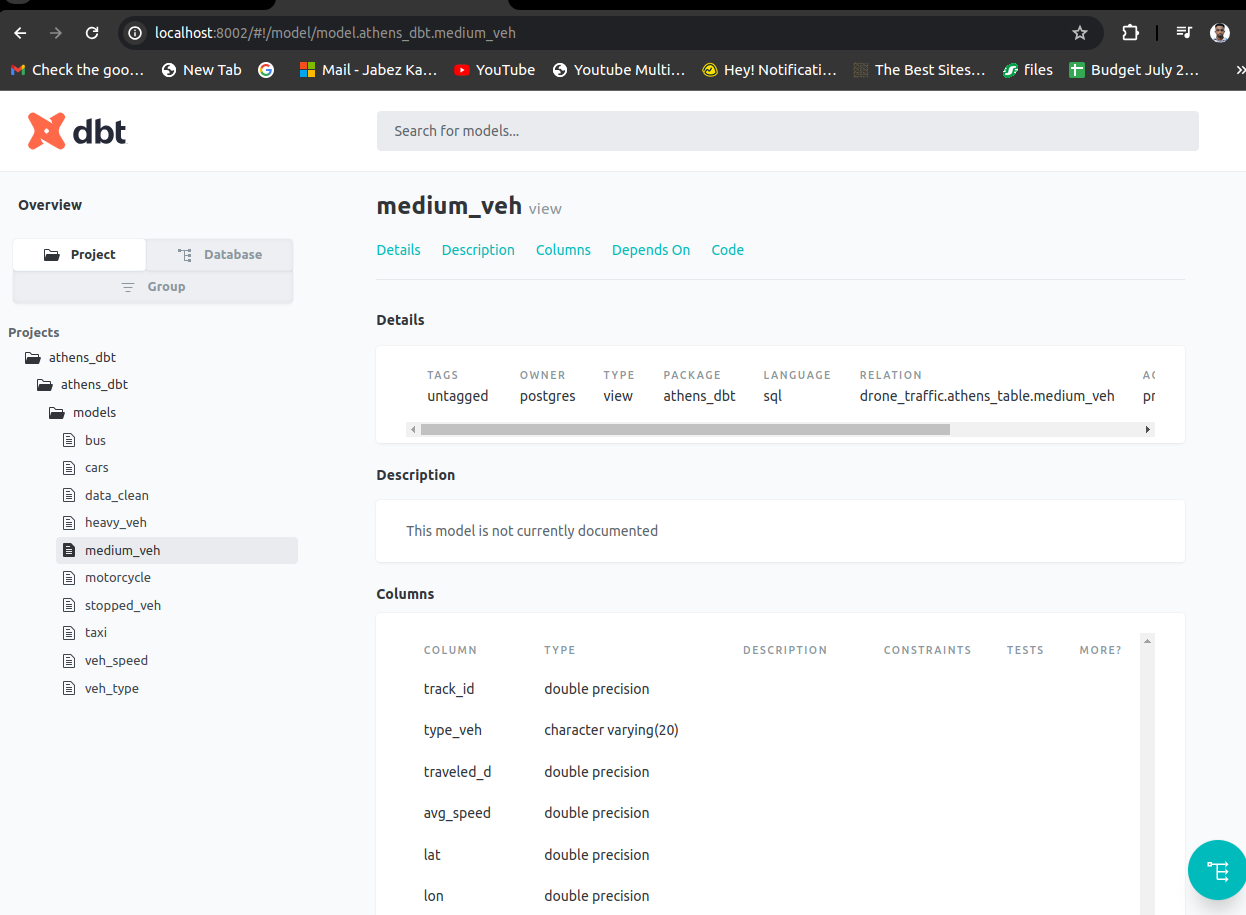 localhost:8002/#!/model/model.athens_dbt.medium_veh
Check the goo... New Tab Mail - Jabez Ka... YouTube Youtube Multi... Hey! Notificati... The Best Sites... files Budget July 2... »
dbt
Search for models...
Overview
Project Database
Group
Projects
athens_dbt
athens_dbt
models
bus
cars
data_clean
heavy_veh
medium_veh
motorcycle
stopped_veh
taxi
veh_speed
veh_type
medium_veh view
Details Description Columns Depends On Code
Details
TAGS OWNER TYPE PACKAGE LANGUAGE RELATION
untagged postgres view athens_dbt sql drone_traffic.athens_table.medium_veh pr
Description
This model is not currently documented
Columns
COLUMN TYPE DESCRIPTION CONSTRAINTS TESTS MORE?
track_id double precision
type_veh character varying(20)
traveled_d double precision
avg_speed double precision
lat double precision
lon double precision